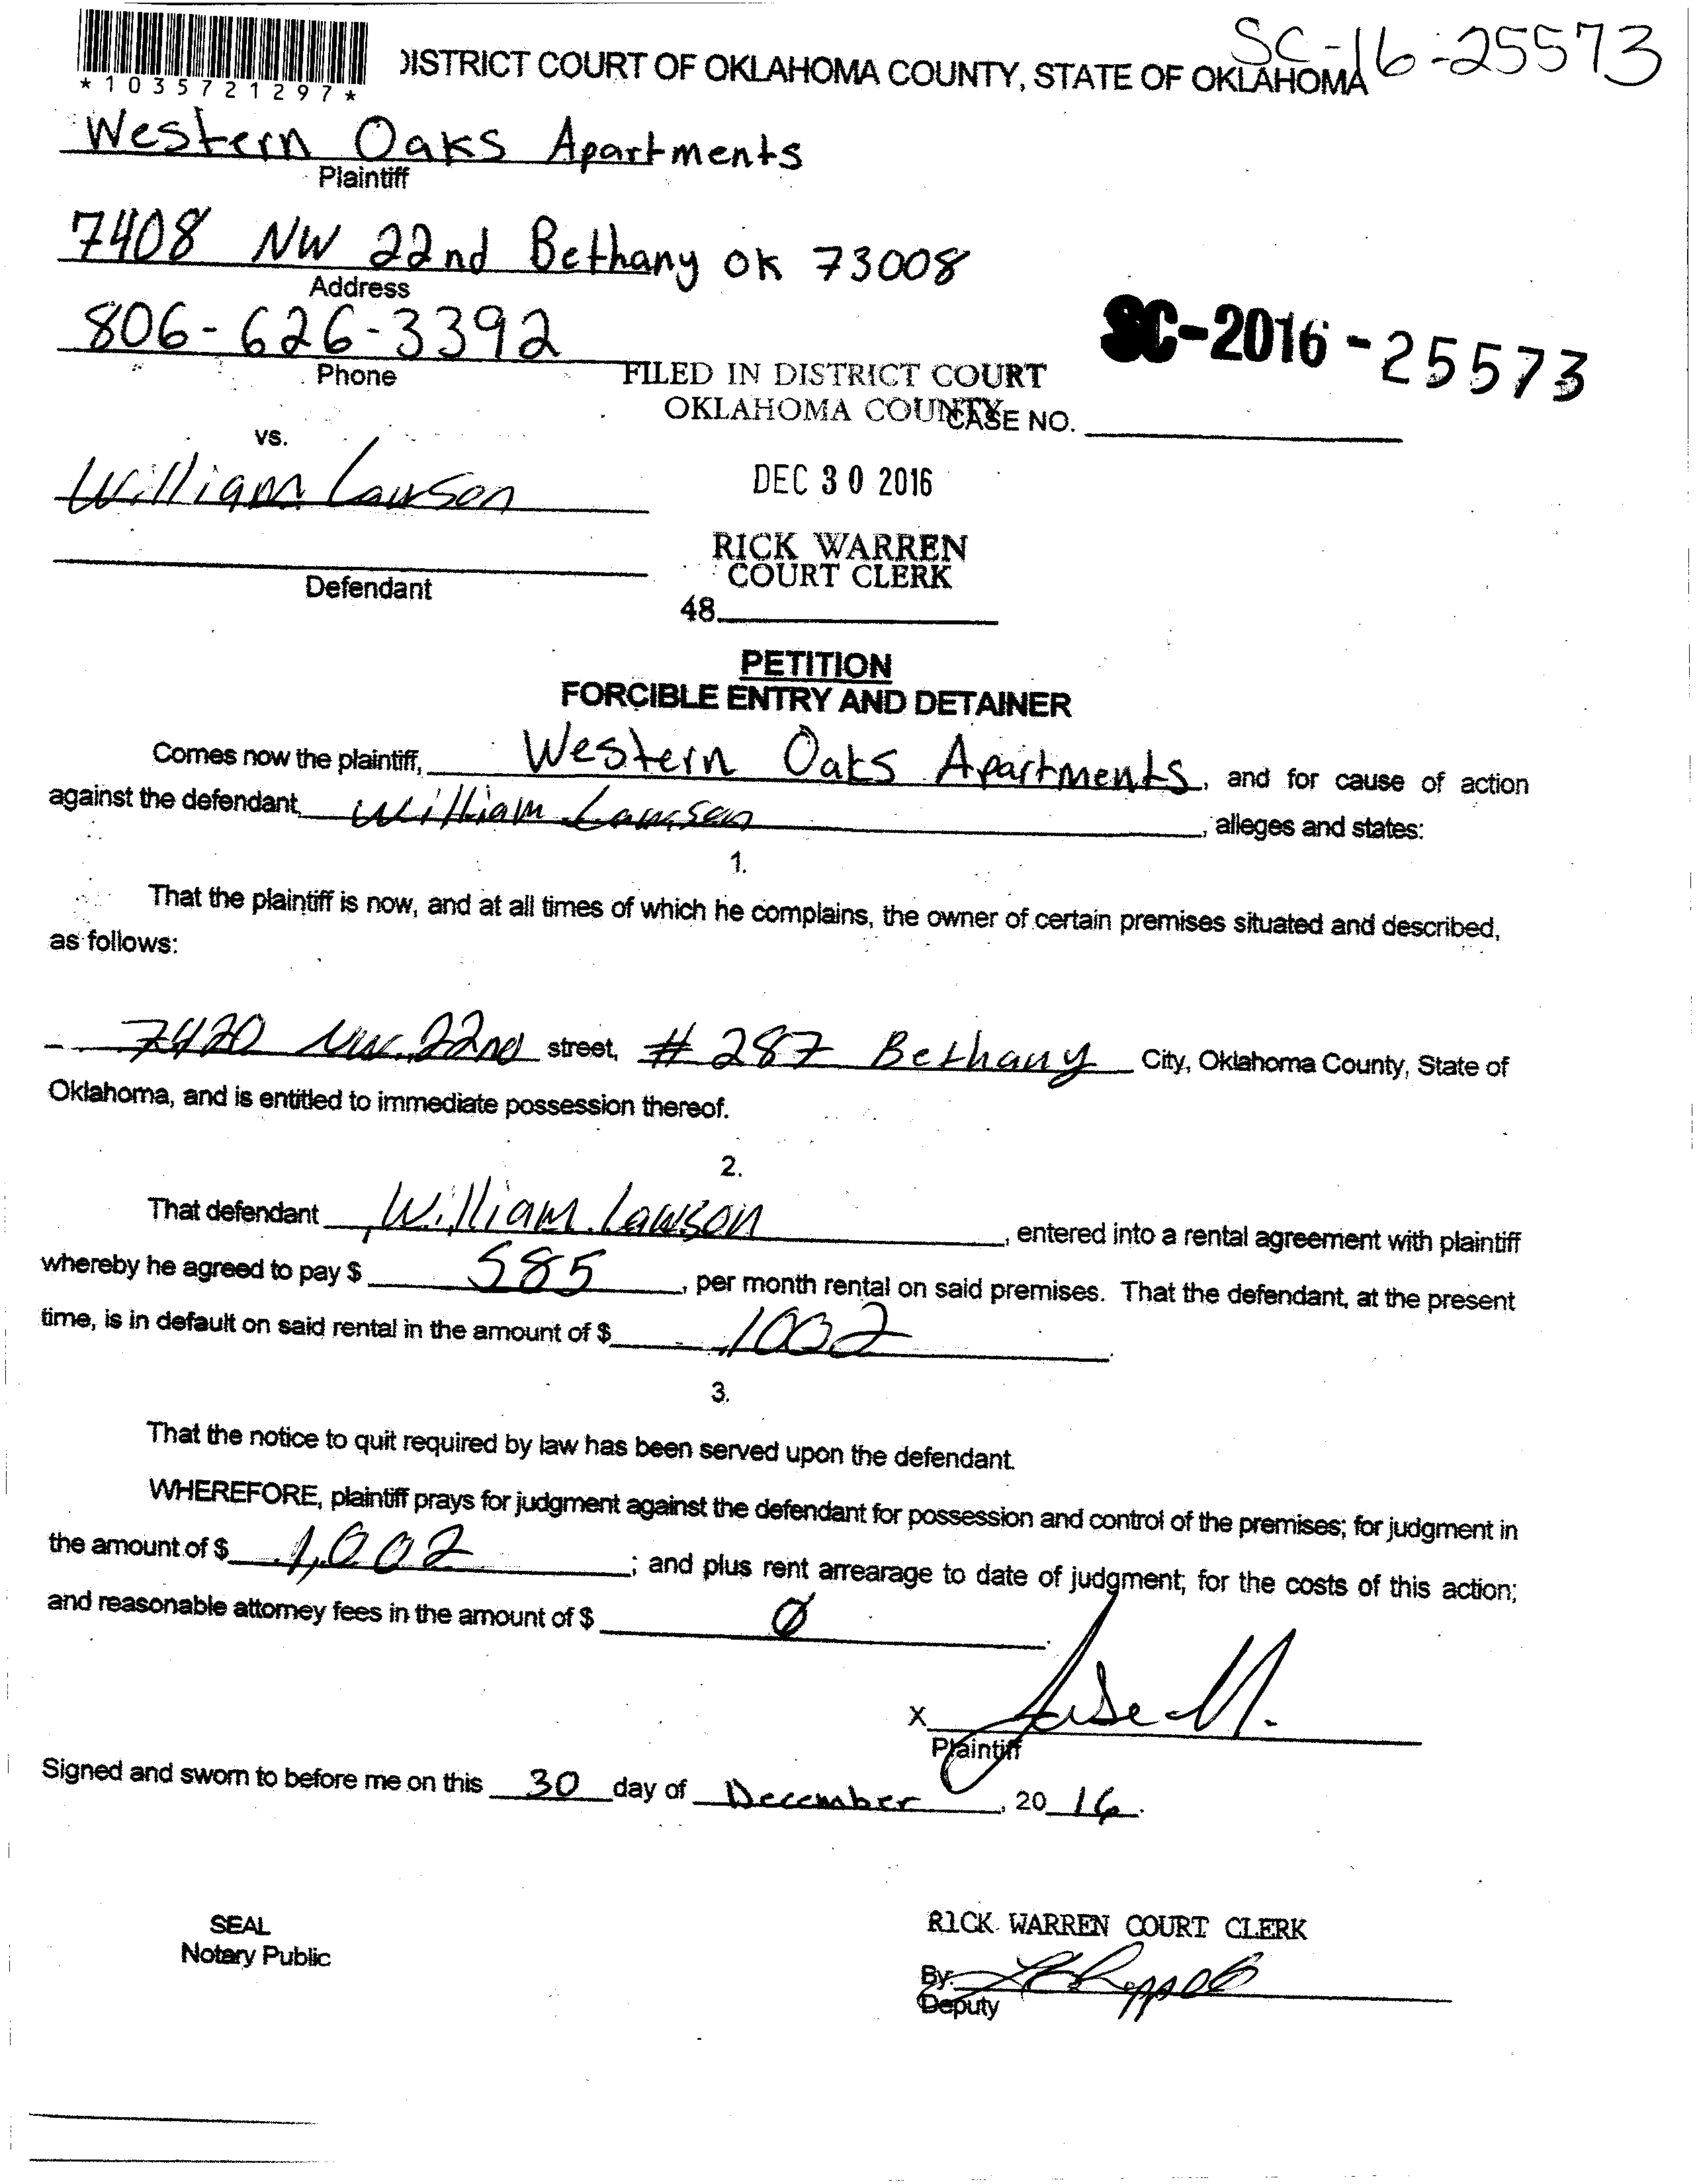 SC-16-25573
DISTRICT COURT OF OKLAHOMA COUNTY, STATE OF OKLAHOMA
*1035721297*
Western Oaks Apartments
Plaintiff
7408 NW 22nd Bethany OK 73008
Address
806-626-3392
Phone
SC-2016-25573
FILED IN DISTRICT COURT
OKLAHOMA COUNTY
CASE NO.
vs.
William Lawson
DEC 30 2016
RICK WARREN
COURT CLERK
Defendant
48
PETITION
FORCIBLE ENTRY AND DETAINER
Comes now the plaintiff, Western Oaks Apartments, and for cause of action
against the defendant, William Lawson, alleges and states:
1.
That the plaintiff is now, and at all times of which he complains, the owner of certain premises situated and described,
as follows:
7420 NW. 22nd street, # 287 Bethany City, Oklahoma County, State of
Oklahoma, and is entitled to immediate possession thereof.
2.
That defendant William Lawson, entered into a rental agreement with plaintiff
whereby he agreed to pay $ 585, per month rental on said premises. That the defendant, at the present
time, is in default on said rental in the amount of $ 1002.
3.
That the notice to quit required by law has been served upon the defendant.
WHEREFORE, plaintiff prays for judgment against the defendant for possession and control of the premises; for judgment in
the amount of $ 1,002; and plus rent arrearage to date of judgment; for the costs of this action;
and reasonable attorney fees in the amount of $ Ø.
X
Plaintiff
Signed and sworn to before me on this 30 day of December, 2016.
SEAL
Notary Public
RICK WARREN COURT CLERK
By:
Deputy